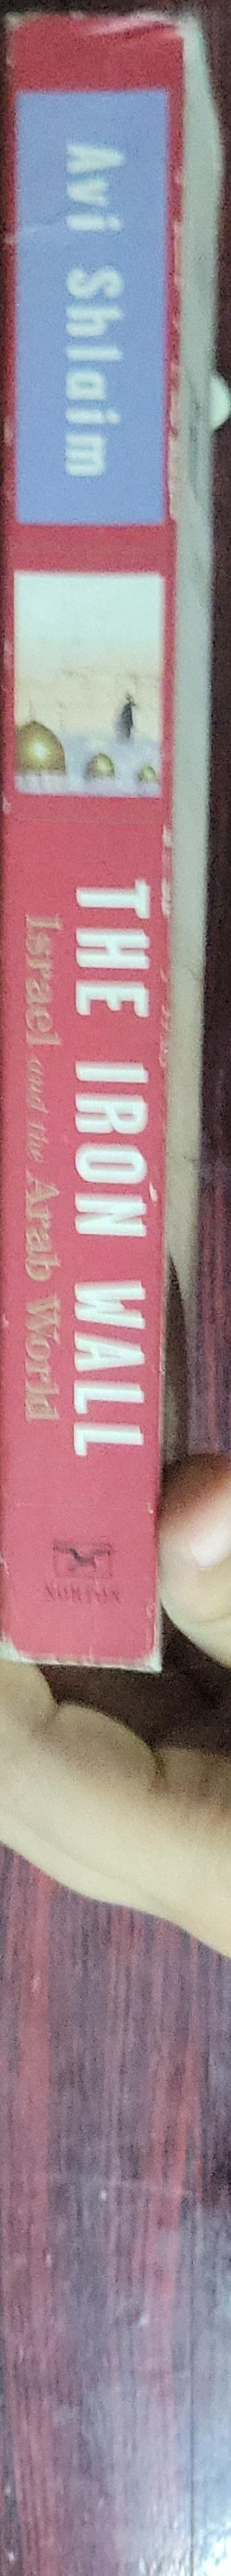 Avi Shlaim
THE IRON WALL
Israel and the Arab World
NORTON